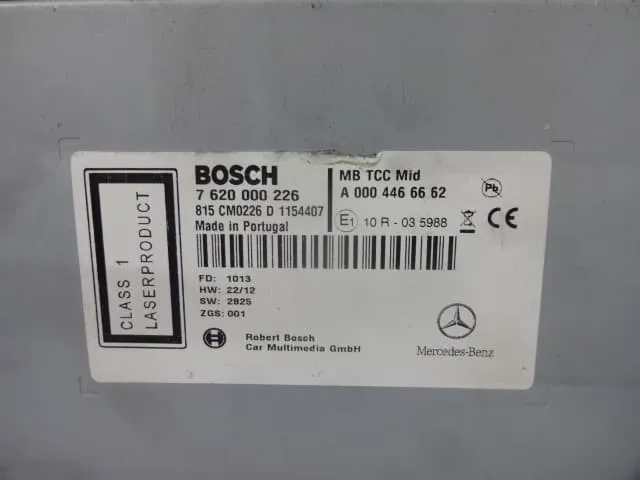 CLASS 1
LASERPRODUCT
BOSCH
7 620 000 226
815 CM0226 D 1154407
Made in Portugal
MB TCC Mid
A 000 446 66 62
Pb
E1 10 R - 03 5988
CE
FD: 1013
HW: 22/12
SW: 2825
ZGS: 001
Robert Bosch
Car Multimedia GmbH
Mercedes-Benz